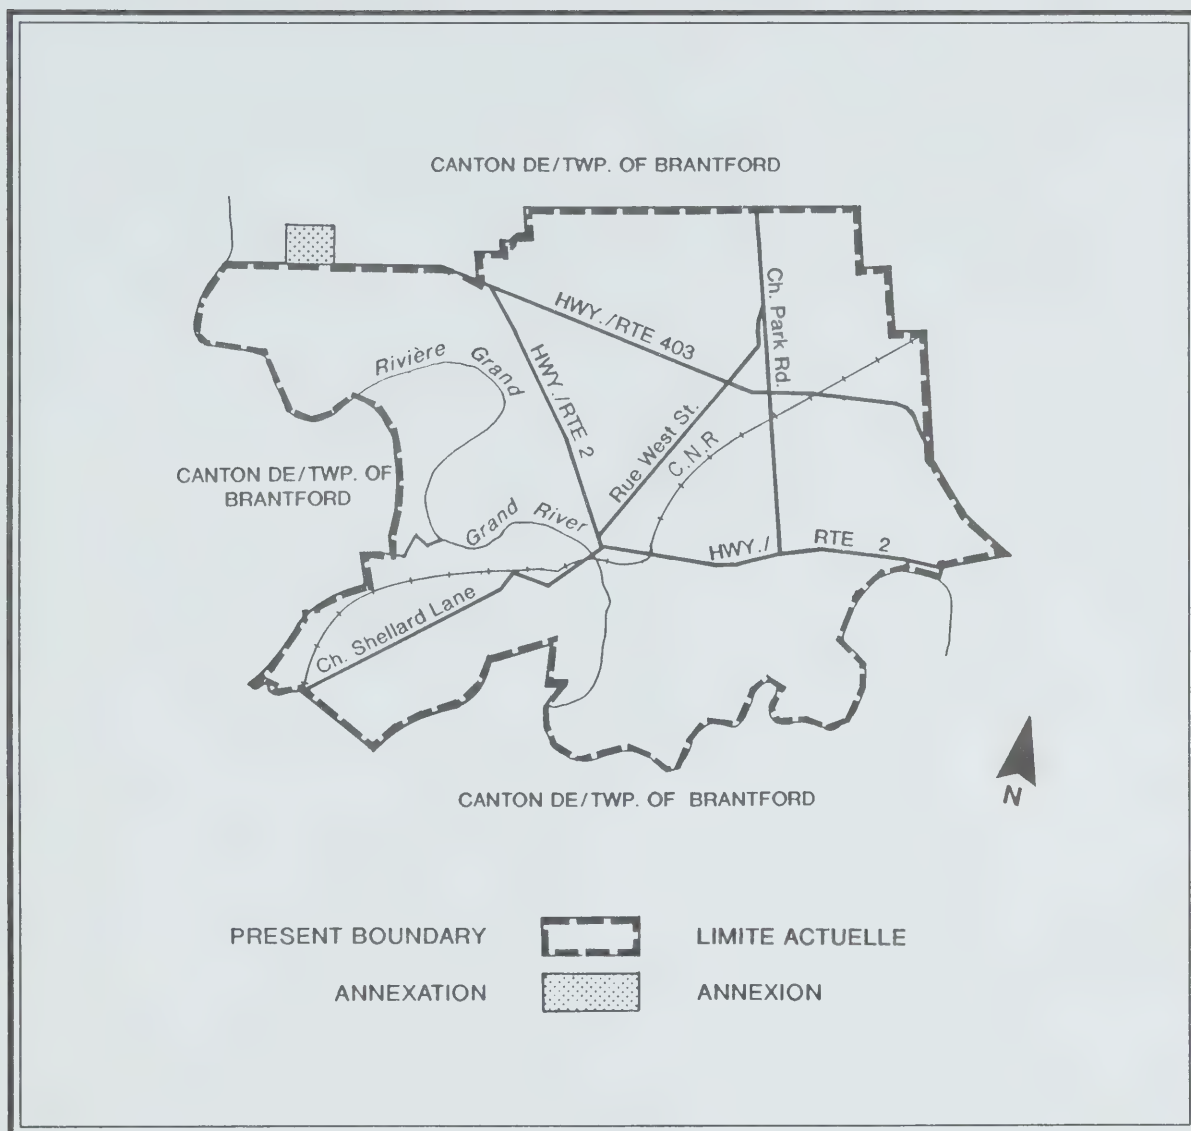 CANTON DE/TWP. OF BRANTFORD
HWY./RTE 403
Ch. Park Rd.
Rivière Grand
HWY./RTE 2
Rue West St.
C.N.R
CANTON DE/TWP. OF
BRANTFORD
Grand River
HWY./ RTE 2
Ch. Shellard Lane
N
CANTON DE/TWP. OF BRANTFORD
PRESENT BOUNDARY LIMITE ACTUELLE
ANNEXATION ANNEXION